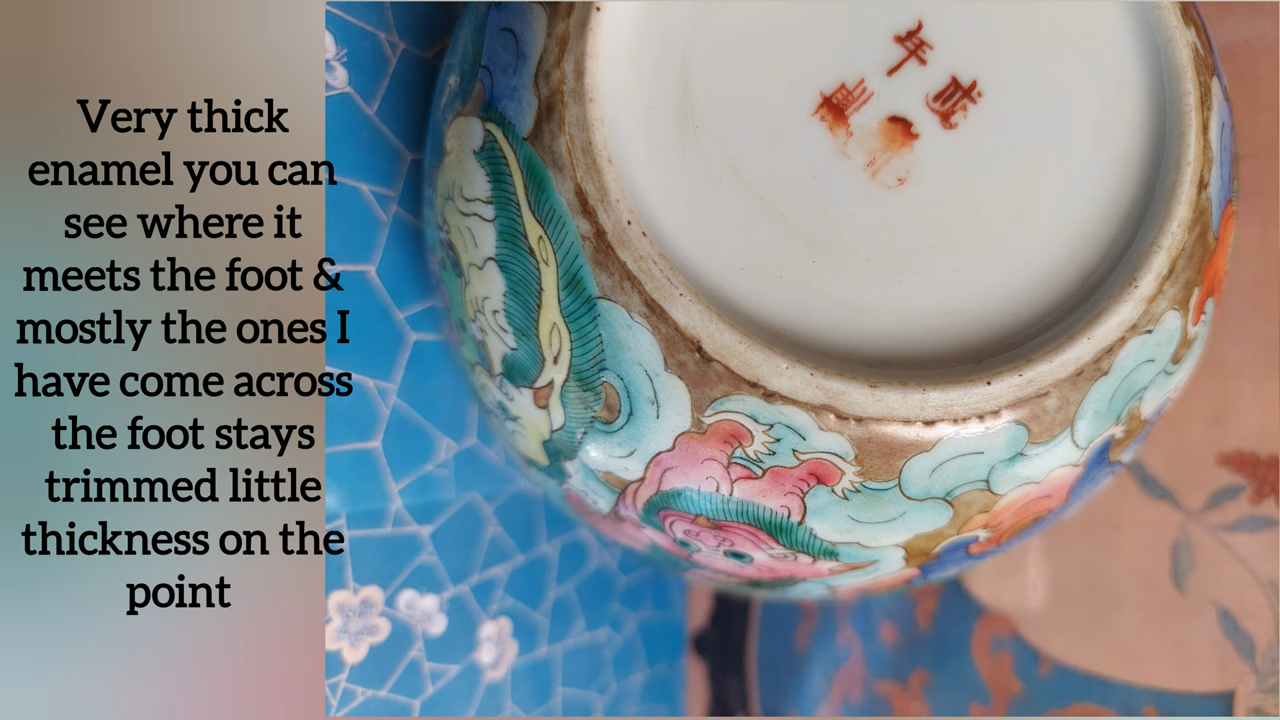 Very thick
enamel you can
see where it
meets the foot &
mostly the ones I
have come across
the foot stays
trimmed little
thickness on the
point
年